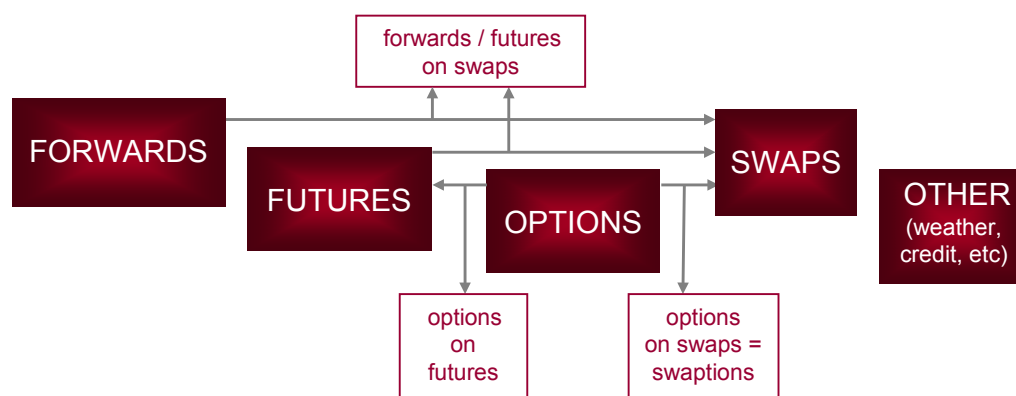 forwards / futures
on swaps
FORWARDS
FUTURES
OPTIONS
SWAPS
OTHER
(weather,
credit, etc)
options
on
futures
options
on swaps =
swaptions